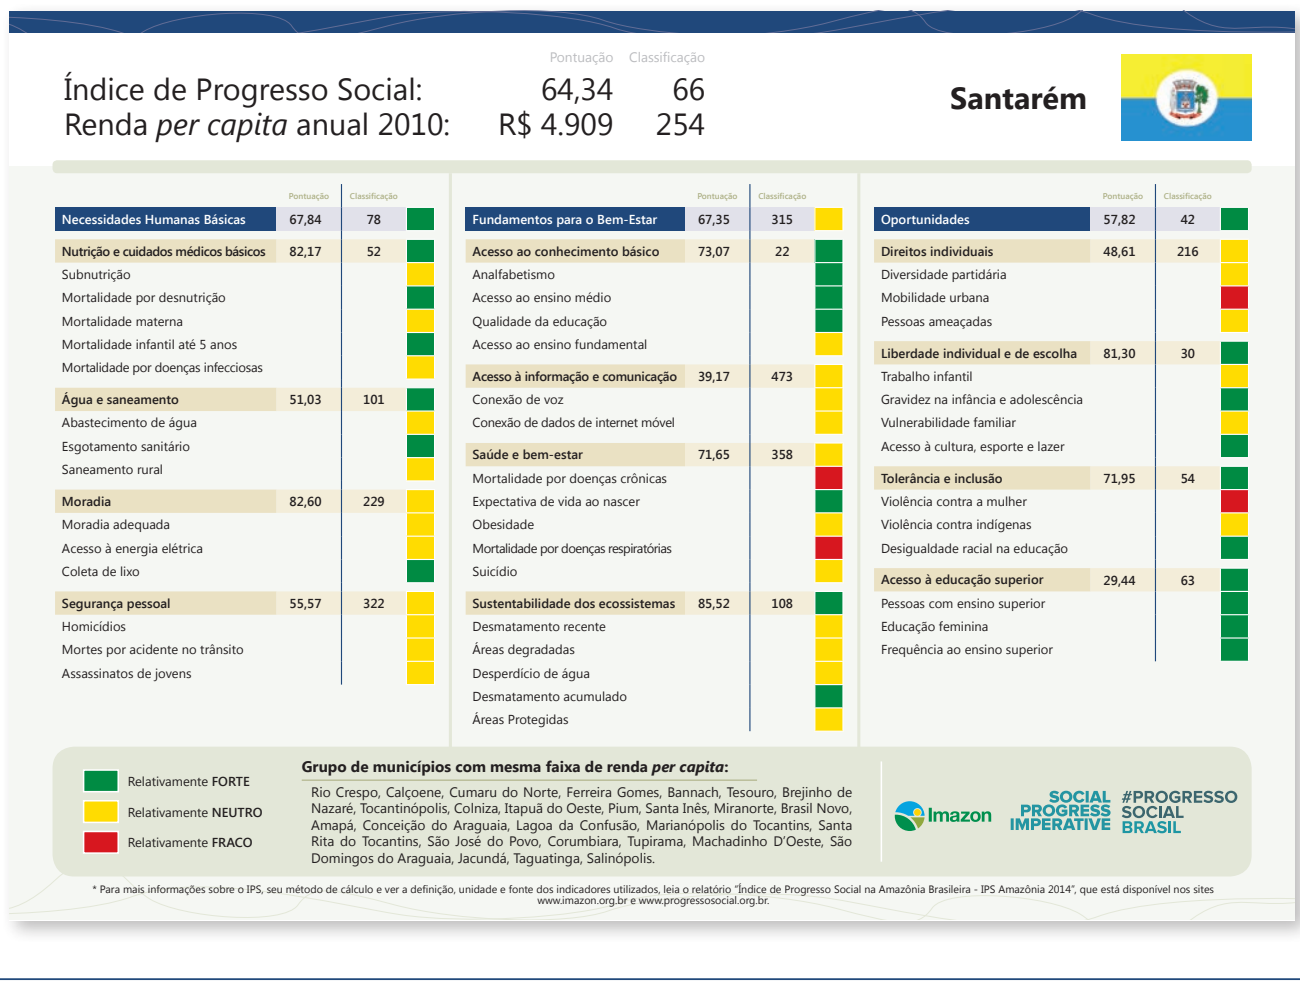 Pontuação Classificação
Índice de Progresso Social: 64,34 66
Renda per capita anual 2010: R$ 4.909 254
Santarém
Pontuação Classificação
Necessidades Humanas Básicas 67,84 78
Nutrição e cuidados médicos básicos 82,17 52
Subnutrição
Mortalidade por desnutrição
Mortalidade materna
Mortalidade infantil até 5 anos
Mortalidade por doenças infecciosas
Água e saneamento 51,03 101
Abastecimento de água
Esgotamento sanitário
Saneamento rural
Moradia 82,60 229
Moradia adequada
Acesso à energia elétrica
Coleta de lixo
Segurança pessoal 55,57 322
Homicídios
Mortes por acidente no trânsito
Assassinatos de jovens
Pontuação Classificação
Fundamentos para o Bem-Estar 67,35 315
Acesso ao conhecimento básico 73,07 22
Analfabetismo
Acesso ao ensino médio
Qualidade da educação
Acesso ao ensino fundamental
Acesso à informação e comunicação 39,17 473
Conexão de voz
Conexão de dados de internet móvel
Saúde e bem-estar 71,65 358
Mortalidade por doenças crônicas
Expectativa de vida ao nascer
Obesidade
Mortalidade por doenças respiratórias
Suicídio
Sustentabilidade dos ecossistemas 85,52 108
Desmatamento recente
Áreas degradadas
Desperdício de água
Desmatamento acumulado
Áreas Protegidas
Pontuação Classificação
Oportunidades 57,82 42
Direitos individuais 48,61 216
Diversidade partidária
Mobilidade urbana
Pessoas ameaçadas
Liberdade individual e de escolha 81,30 30
Trabalho infantil
Gravidez na infância e adolescência
Vulnerabilidade familiar
Acesso à cultura, esporte e lazer
Tolerância e inclusão 71,95 54
Violência contra a mulher
Violência contra indígenas
Desigualdade racial na educação
Acesso à educação superior 29,44 63
Pessoas com ensino superior
Educação feminina
Frequência ao ensino superior
Relativamente FORTE
Relativamente NEUTRO
Relativamente FRACO
Grupo de municípios com mesma faixa de renda per capita:
Rio Crespo, Calçoene, Cumaru do Norte, Ferreira Gomes, Bannach, Tesouro, Brejinho de
Nazaré, Tocantinópolis, Colniza, Itapuã do Oeste, Pium, Santa Inês, Miranorte, Brasil Novo,
Amapá, Conceição do Araguaia, Lagoa da Confusão, Marianópolis do Tocantins, Santa
Rita do Tocantins, São José do Povo, Corumbiara, Tupirama, Machadinho D'Oeste, São
Domingos do Araguaia, Jacundá, Taguatinga, Salinópolis.
Imazon
SOCIAL
PROGRESS
IMPERATIVE
#PROGRESSO
SOCIAL
BRASIL
* Para mais informações sobre o IPS, seu método de cálculo e ver a definição, unidade e fonte dos indicadores utilizados, leia o relatório “Índice de Progresso Social na Amazônia Brasileira - IPS Amazônia 2014”, que está disponível nos sites
www.imazon.org.br e www.progressosocial.org.br.